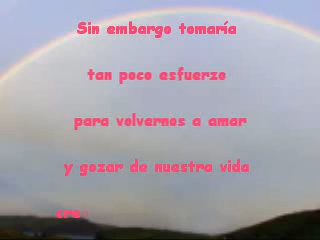 Sin embargo tomaría
tan poco esfuerzo
para volvernos a amar
y gozar de nuestra vida